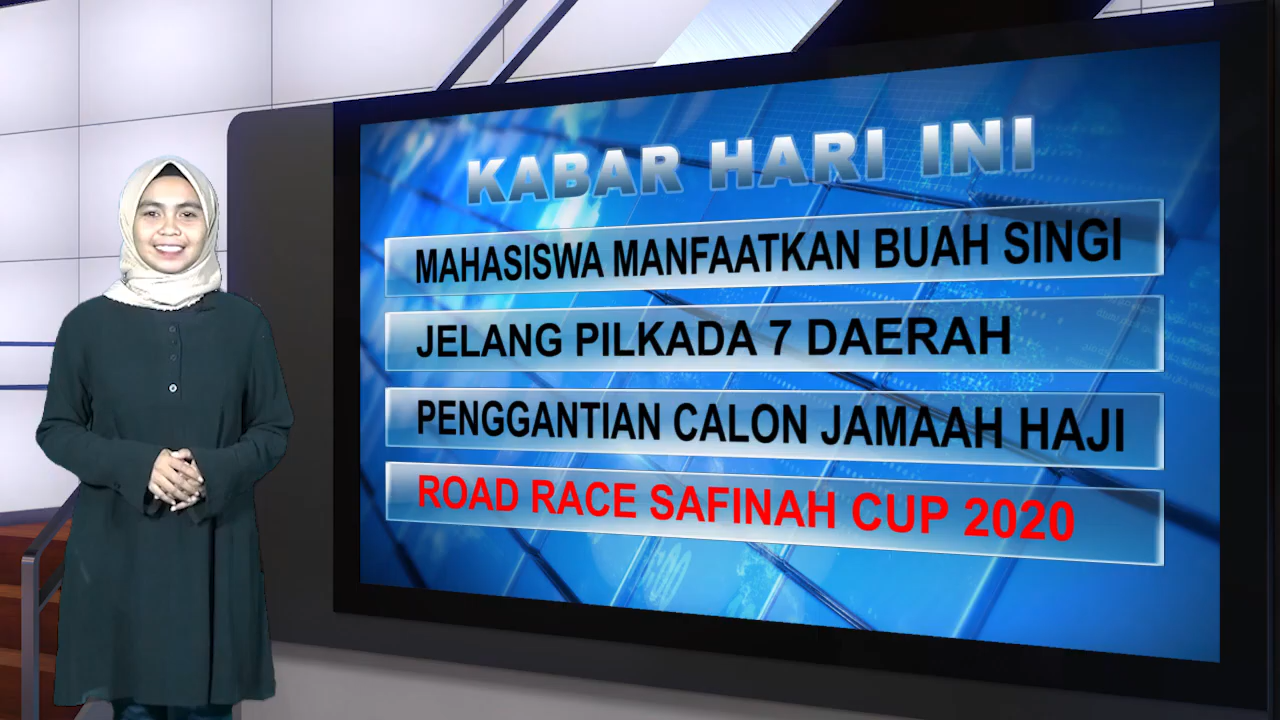 KABAR HARI INI
MAHASISWA MANFAATKAN BUAH SINGI
JELANG PILKADA 7 DAERAH
PENGGANTIAN CALON JAMAAH HAJI
ROAD RACE SAFINAH CUP 2020